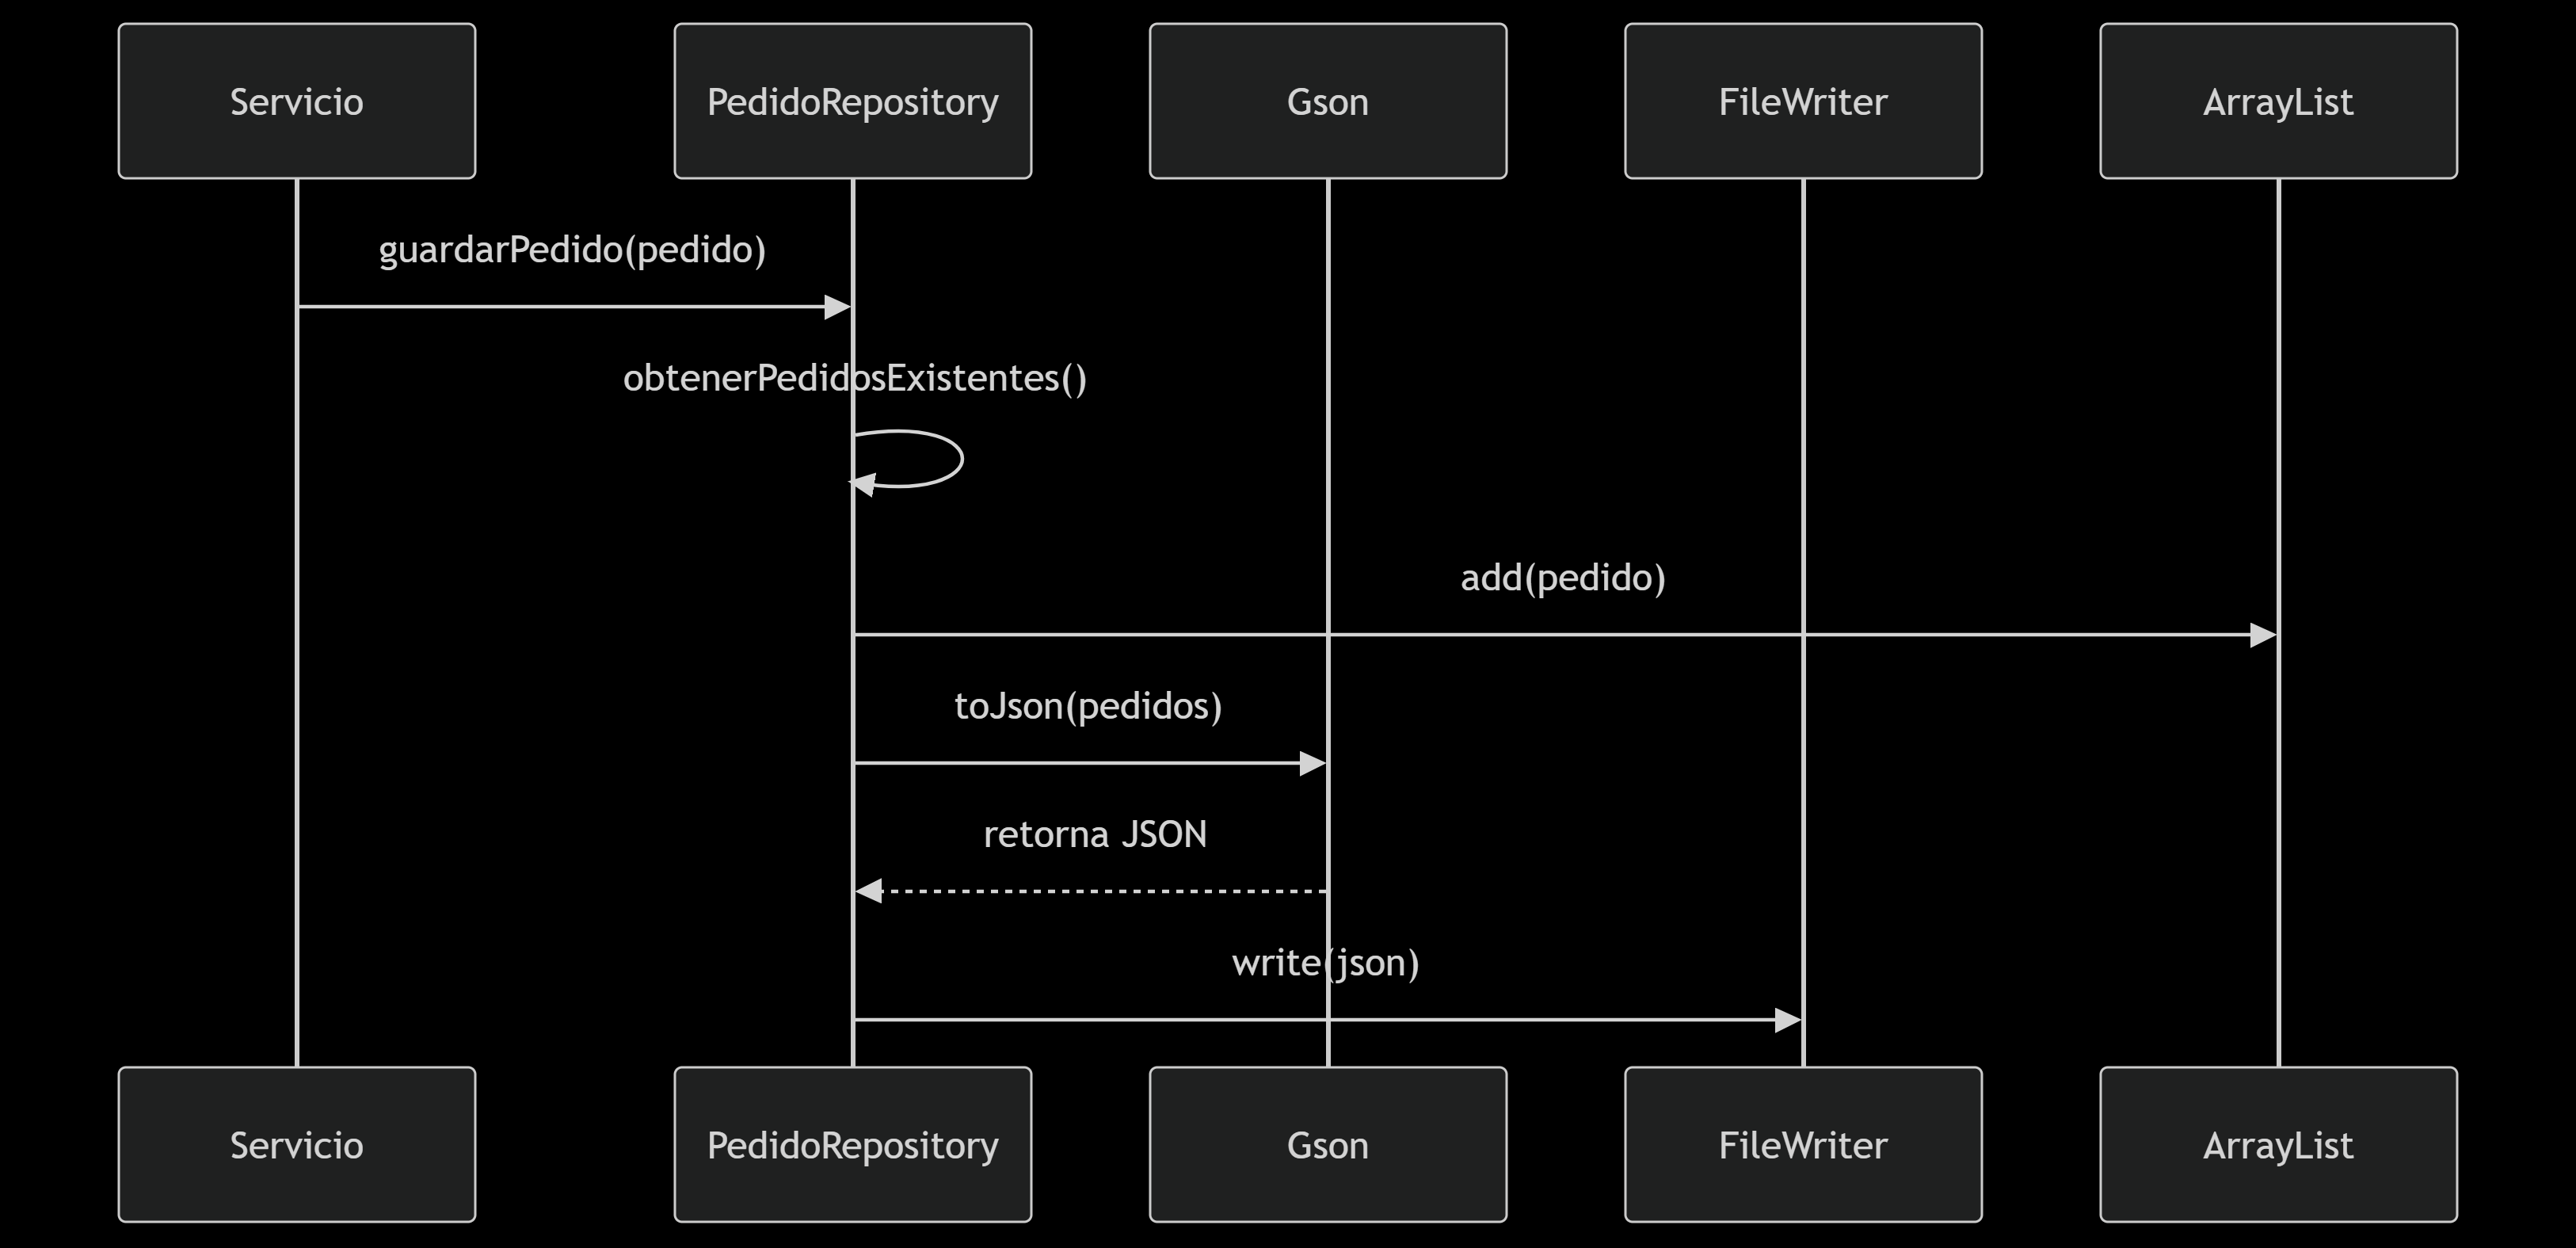 Servicio
PedidoRepository
Gson
FileWriter
ArrayList
guardarPedido(pedido)
obtenerPedidosExistentes()
add(pedido)
toJson(pedidos)
retorna JSON
write(json)
Servicio
PedidoRepository
Gson
FileWriter
ArrayList